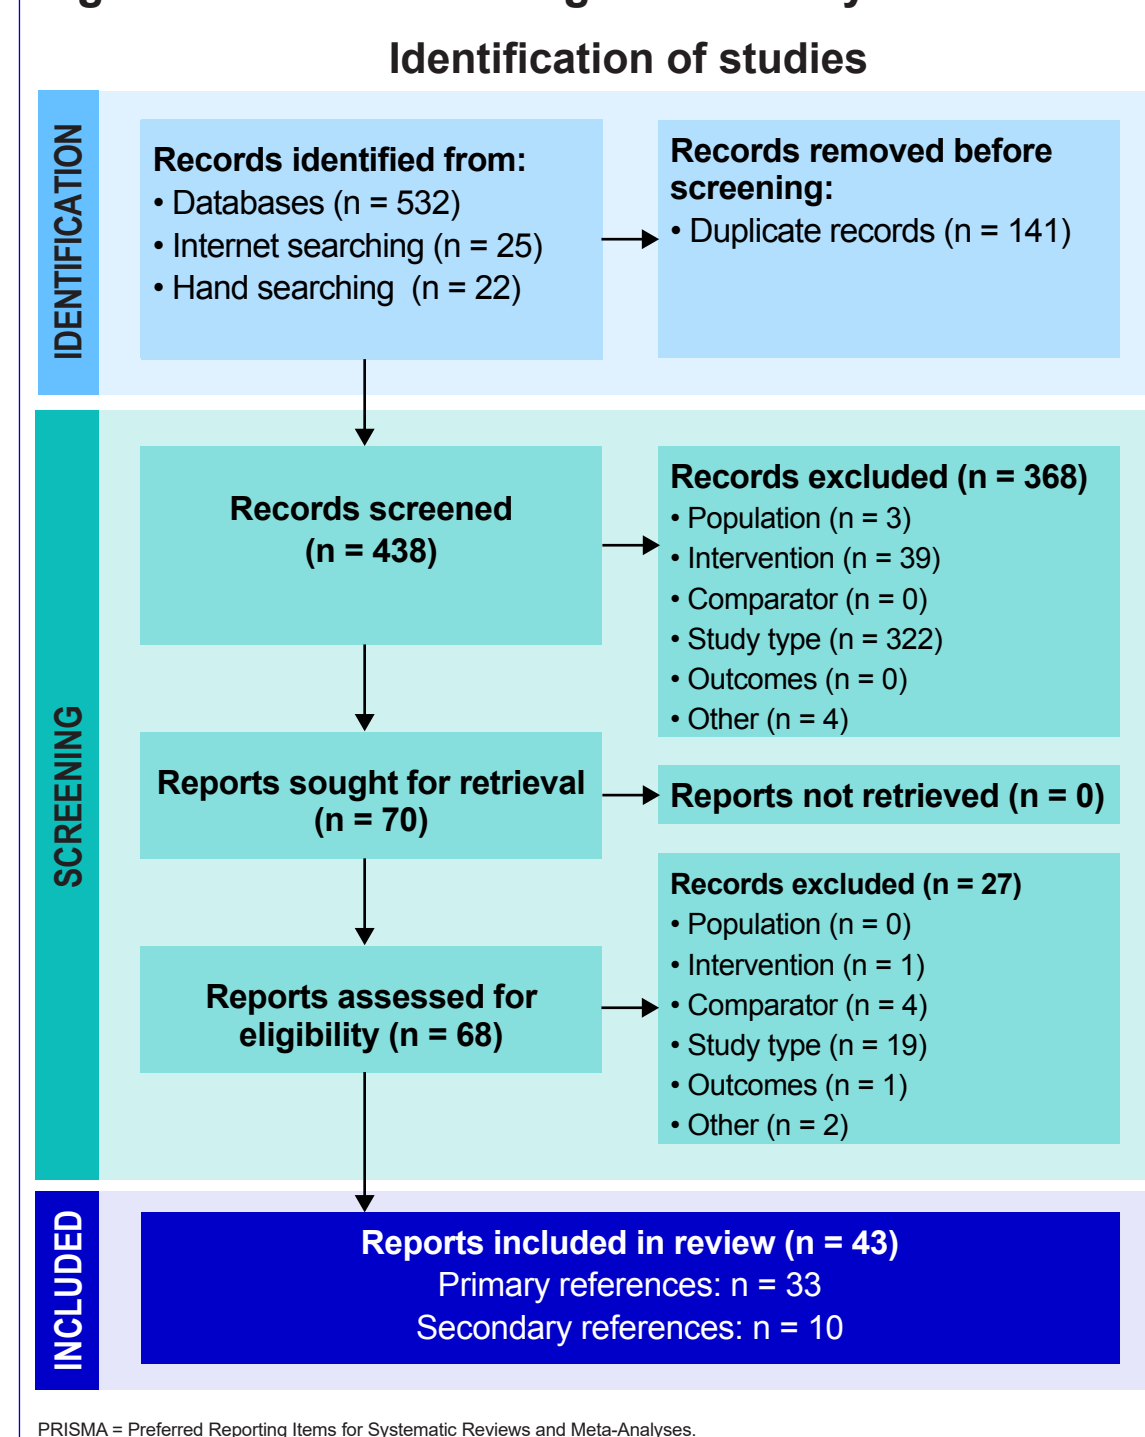 Identification of studies
IDENTIFICATION
Records identified from:
• Databases (n = 532)
• Internet searching (n = 25)
• Hand searching (n = 22)
Records removed before
screening:
• Duplicate records (n = 141)
SCREENING
Records screened
(n = 438)
Records excluded (n = 368)
• Population (n = 3)
• Intervention (n = 39)
• Comparator (n = 0)
• Study type (n = 322)
• Outcomes (n = 0)
• Other (n = 4)
Reports sought for retrieval
(n = 70)
Reports not retrieved (n = 0)
Reports assessed for
eligibility (n = 68)
Records excluded (n = 27)
• Population (n = 0)
• Intervention (n = 1)
• Comparator (n = 4)
• Study type (n = 19)
• Outcomes (n = 1)
• Other (n = 2)
INCLUDED
Reports included in review (n = 43)
Primary references: n = 33
Secondary references: n = 10
PRISMA = Preferred Reporting Items for Systematic Reviews and Meta-Analyses.